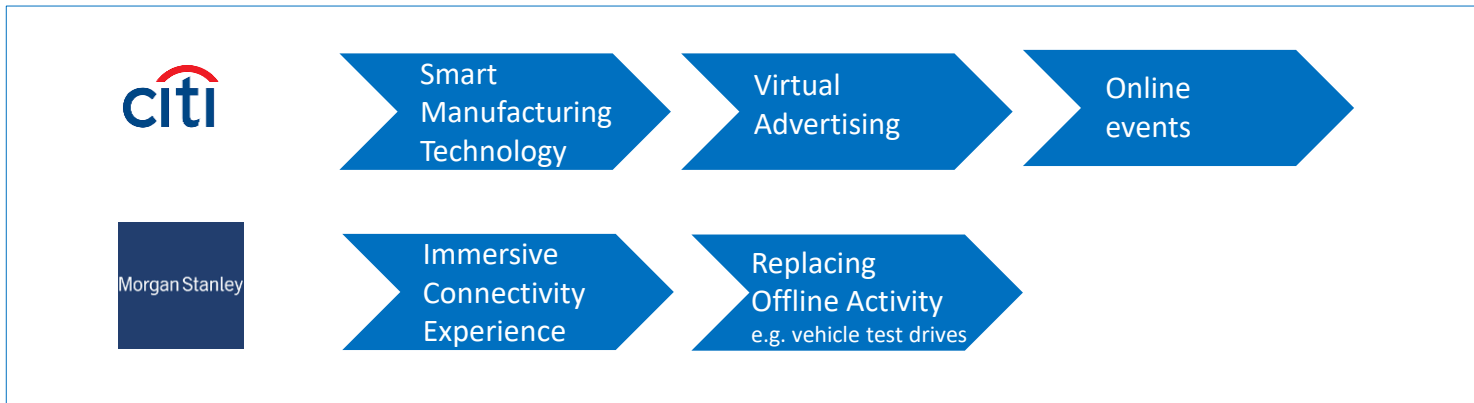 citi
Smart
Manufacturing
Technology
Virtual
Advertising
Online
events
Morgan Stanley
Immersive
Connectivity
Experience
Replacing
Offline Activity
e.g. vehicle test drives